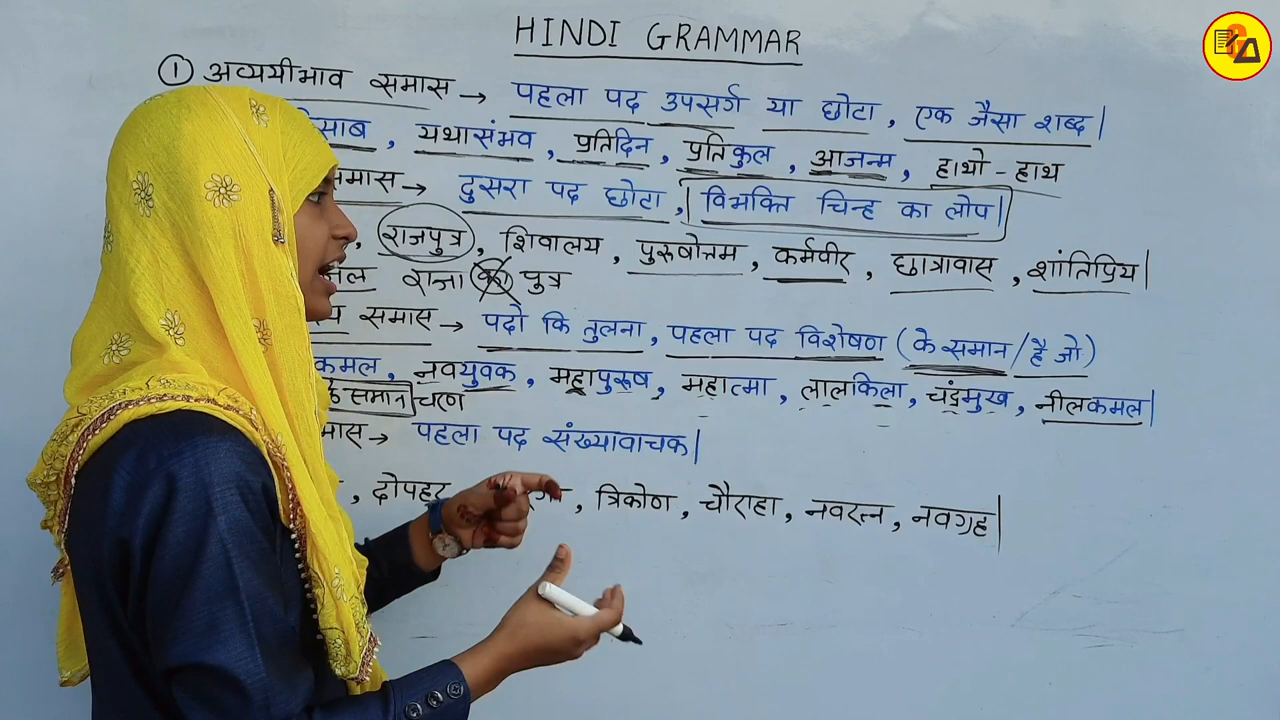 HINDI GRAMMAR
① अव्ययीभाव समास → पहला पद उपसर्ग या छोटा, एक जैसा शब्द|
साब, यथासंभव, प्रतिदिन, प्रतिकुल, आजन्म, हाथो - हाथ
समास → दुसरा पद छोटा, विभक्ति चिन्ह का लोप|
, राजपुत्र, शिवालय, पुरूषोत्तम, कर्मवीर, छात्रावास, शांतिप्रिय|
राजा का पुत्र
समास → पदो कि तुलना, पहला पद विशेषण (के समान/है जो)
कमल, नवयुवक, महापुरूष, महात्मा, लालकिला, चंद्रमुख, नीलकमल|
के समान चरण
मास → पहला पद संख्यावाचक|
, दोपहर, त्रिकोण, चौराहा, नवरत्न, नवग्रह|